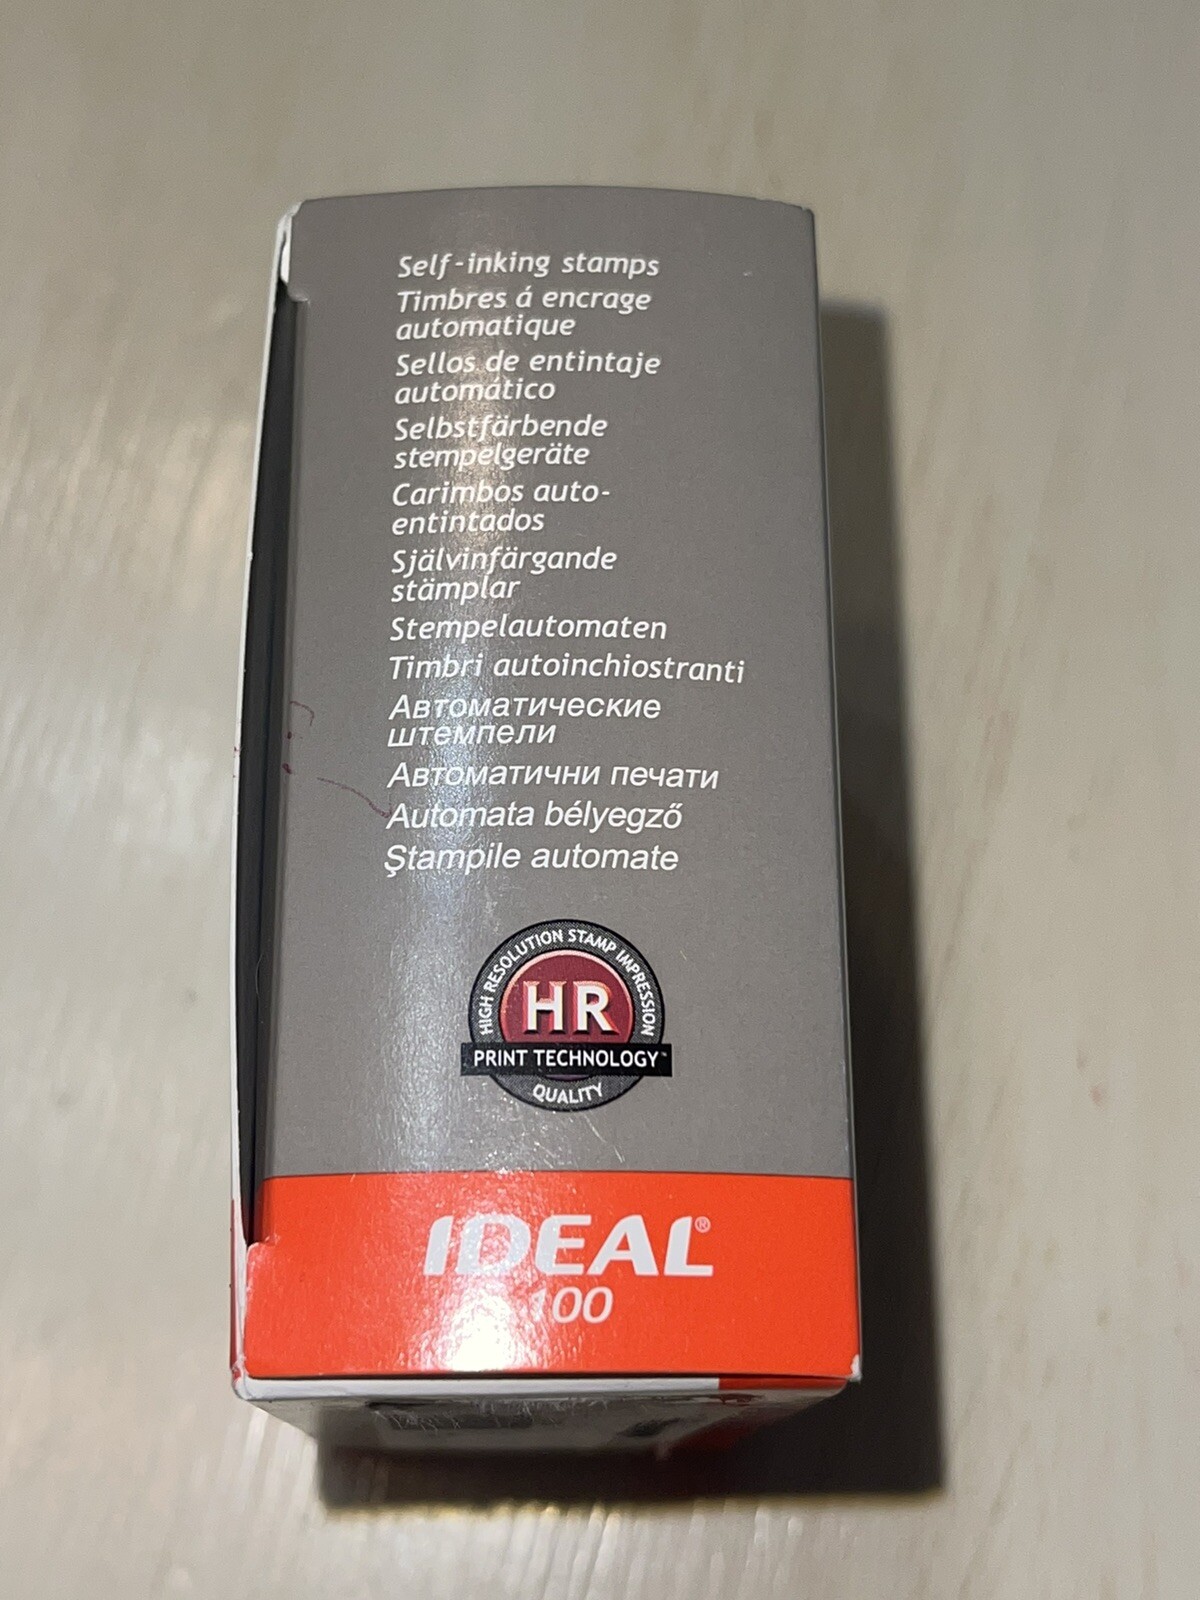 Self-inking stamps
Timbres á encrage
automatique
Sellos de entintaje
automático
Selbstfärbende
stempelgeräte
Carimbos auto-
entintados
Självinfärgande
stämplar
Stempelautomaten
Timbri autoinchiostranti
Автоматические
штемпели
Автоматични печати
Automata bélyegző
Ştampile automate
HIGH RESOLUTION STAMP IMPRESSION
HR
PRINT TECHNOLOGY™
QUALITY
IDEAL®
100